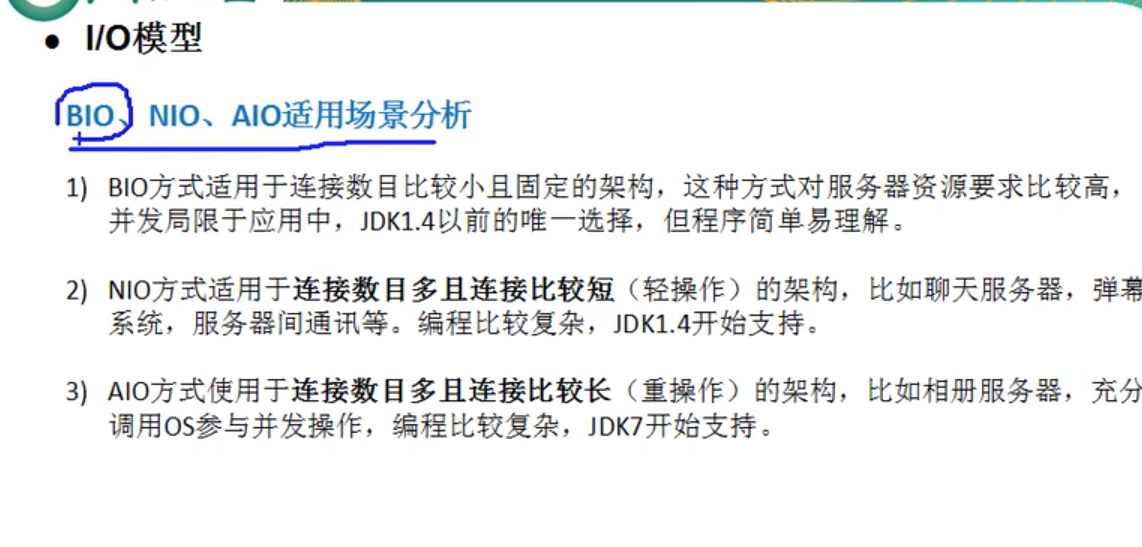 ● I/O模型
BIO、NIO、AIO适用场景分析
1) BIO方式适用于连接数目比较小且固定的架构，这种方式对服务器资源要求比较高，
并发局限于应用中，JDK1.4以前的唯一选择，但程序简单易理解。
2) NIO方式适用于连接数目多且连接比较短（轻操作）的架构，比如聊天服务器，弹幕
系统，服务器间通讯等。编程比较复杂，JDK1.4开始支持。
3) AIO方式使用于连接数目多且连接比较长（重操作）的架构，比如相册服务器，充分
调用OS参与并发操作，编程比较复杂，JDK7开始支持。